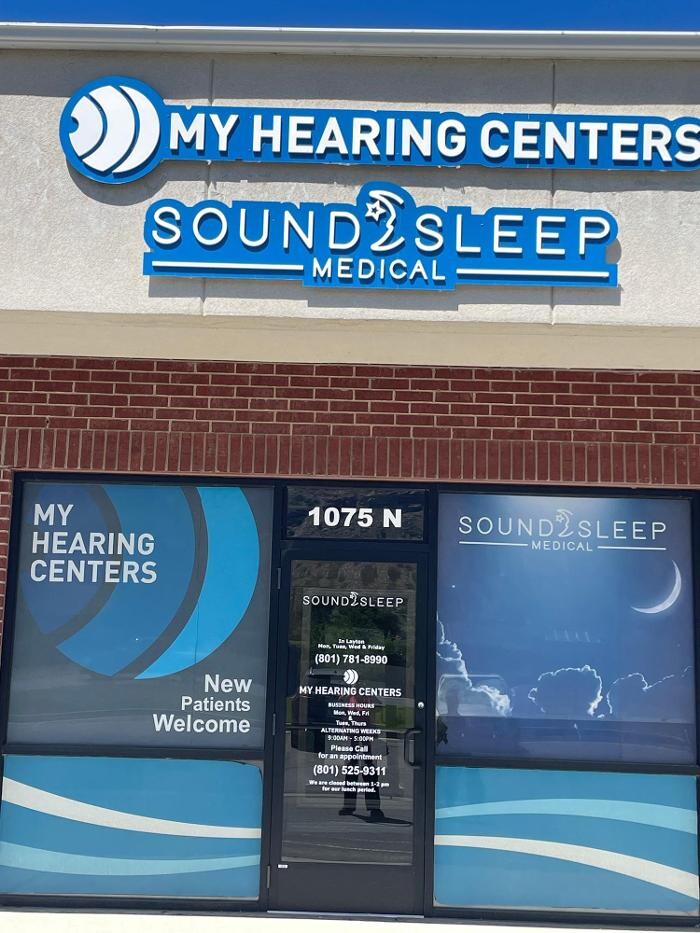 MY HEARING CENTERS
SOUND SLEEP
MEDICAL
MY
HEARING
CENTERS
New
Patients
Welcome
1075 N
SOUND SLEEP
In Layton
Mon, Tues, Wed & Friday
(801) 781-8990
MY HEARING CENTERS
BUSINESS HOURS
Mon, Wed, Fri
&
Tues, Thurs
ALTERNATING WEEKS
9:00AM - 5:00PM
Please Call
for an appointment
(801) 525-9311
We are closed between 1-2 pm
for our lunch period.
SOUND SLEEP
MEDICAL